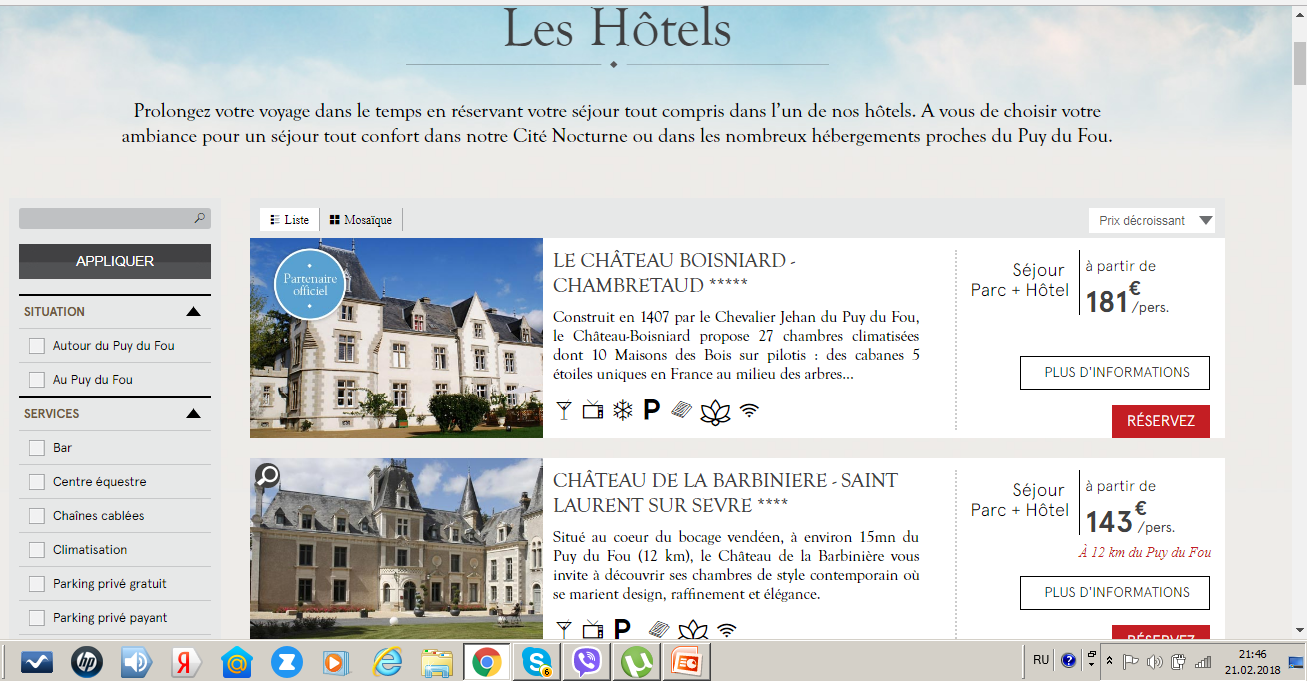 Les Hôtels
Prolongez votre voyage dans le temps en réservant votre séjour tout compris dans l'un de nos hôtels. A vous de choisir votre
ambiance pour un séjour tout confort dans notre Cité Nocturne ou dans les nombreux hébergements proches du Puy du Fou.
APPLIQUER
SITUATION
Autour du Puy du Fou
Au Puy du Fou
SERVICES
Bar
Centre équestre
Chaînes cablées
Climatisation
Parking privé gratuit
Parking privé payant
Liste
Mosaïque
Prix décroissant
Partenaire
officiel
LE CHÂTEAU BOISNIARD -
CHAMBRETAUD *****
Construit en 1407 par le Chevalier Jehan du Puy du Fou,
le Château-Boisniard propose 27 chambres climatisées
dont 10 Maisons des Bois sur pilotis : des cabanes 5
étoiles uniques en France au milieu des arbres...
P
Séjour
Parc + Hôtel
à partir de
181€/pers.
PLUS D'INFORMATIONS
RÉSERVEZ
CHÂTEAU DE LA BARBINIERE - SAINT
LAURENT SUR SEVRE ****
Situé au coeur du bocage vendéen, à environ 15mn du
Puy du Fou (12 km), le Château de la Barbinière vous
invite à découvrir ses chambres de style contemporain où
se marient design, raffinement et élégance.
P
Séjour
Parc + Hôtel
à partir de
143€/pers.
À 12 km du Puy du Fou
PLUS D'INFORMATIONS
RÉSERVEZ
hp
Я
6
RU
21:46
21.02.2018